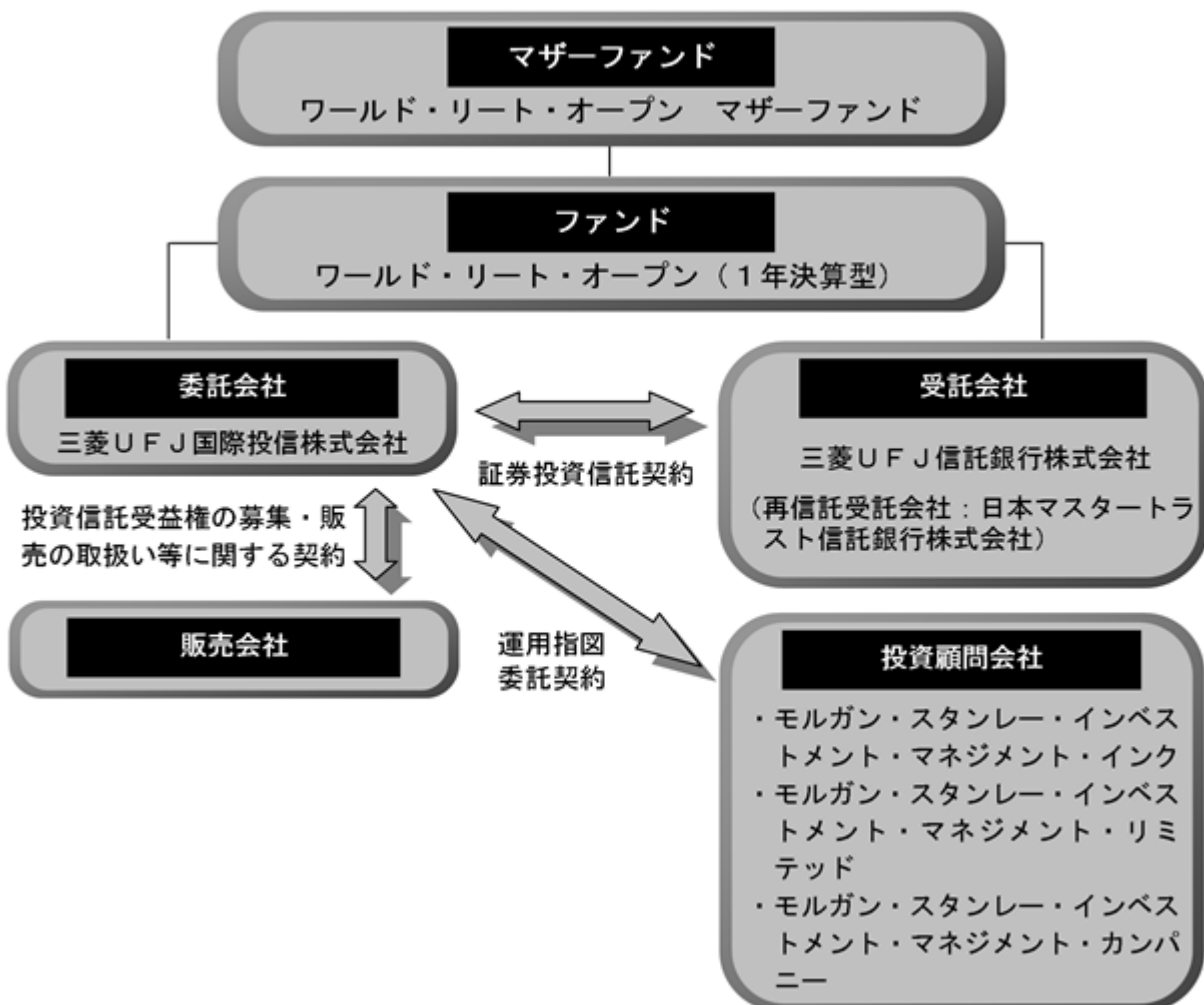 マザーファンド
ワールド・リート・オープン　マザーファンド
ファンド
ワールド・リート・オープン（１年決算型）
委託会社
三菱ＵＦＪ国際投信株式会社
受託会社
三菱ＵＦＪ信託銀行株式会社
（再信託受託会社：日本マスタートラ
スト信託銀行株式会社）
証券投資信託契約
投資信託受益権の募集・販
売の取扱い等に関する契約
販売会社
運用指図
委託契約
投資顧問会社
・モルガン・スタンレー・インベス
トメント・マネジメント・インク
・モルガン・スタンレー・インベス
トメント・マネジメント・リミ
テッド
・モルガン・スタンレー・インベス
トメント・マネジメント・カンパ
ニー